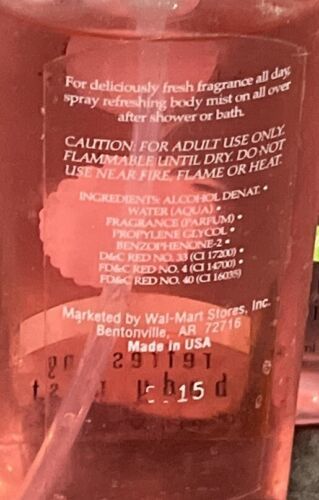 For deliciously fresh fragrance all day,
spray refreshing body mist on all over
after shower or bath.
CAUTION: FOR ADULT USE ONLY.
FLAMMABLE UNTIL DRY. DO NOT
USE NEAR FIRE, FLAME OR HEAT.
INGREDIENTS: ALCOHOL DENAT. •
WATER (AQUA) •
FRAGRANCE (PARFUM) •
PROPYLENE GLYCOL •
BENZOPHENONE-2 •
D&C RED NO. 33 (CI 17200) •
FD&C RED NO. 4 (CI 14700) •
FD&C RED NO. 40 (CI 16035)
Marketed by Wal-Mart Stores, Inc.
Bentonville, AR 72716
Made in USA
15